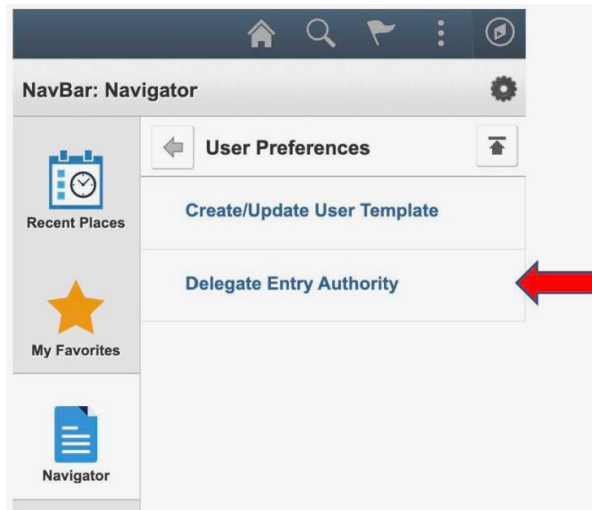 NavBar: Navigator
User Preferences
Recent Places
Create/Update User Template
Delegate Entry Authority
My Favorites
Navigator